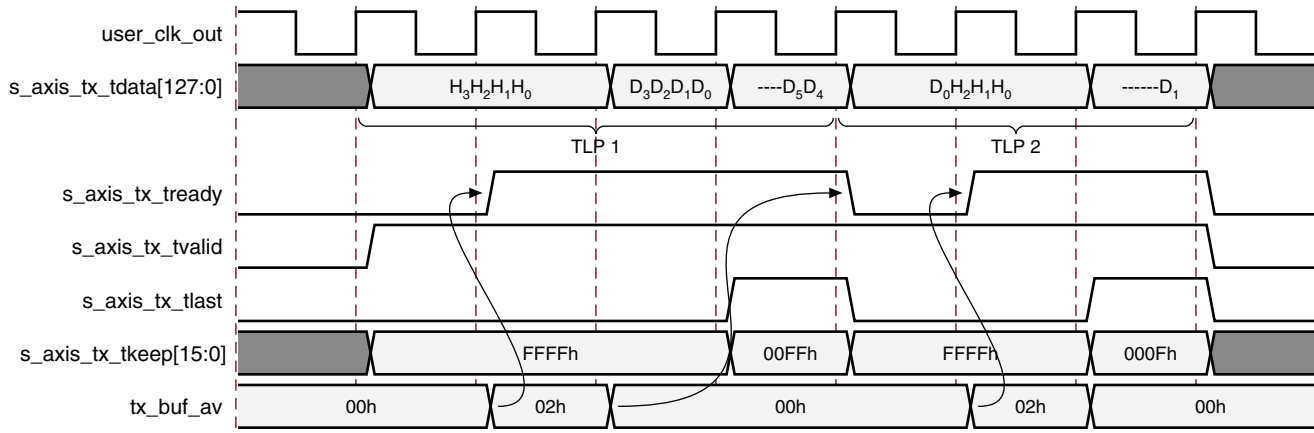 user_clk_out
s_axis_tx_tdata[127:0] H₃H₂H₁H₀ D₃D₂D₁D₀ ----D₅D₄ D₀H₂H₁H₀ ------D₁
TLP 1 TLP 2
s_axis_tx_tready
s_axis_tx_tvalid
s_axis_tx_tlast
s_axis_tx_tkeep[15:0] FFFFh 00FFh FFFFh 000Fh
tx_buf_av 00h 02h 00h 02h 00h